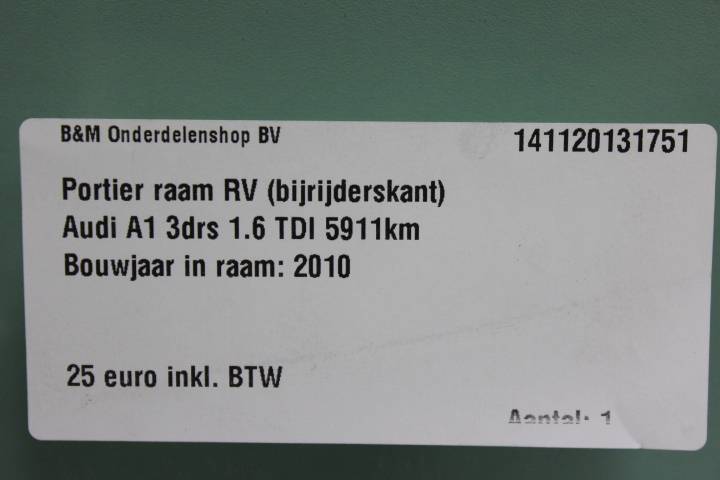 B&M Onderdelenshop BV 141120131751
Portier raam RV (bijrijderskant)
Audi A1 3drs 1.6 TDI 5911km
Bouwjaar in raam: 2010
25 euro inkl. BTW
Aantal: 1